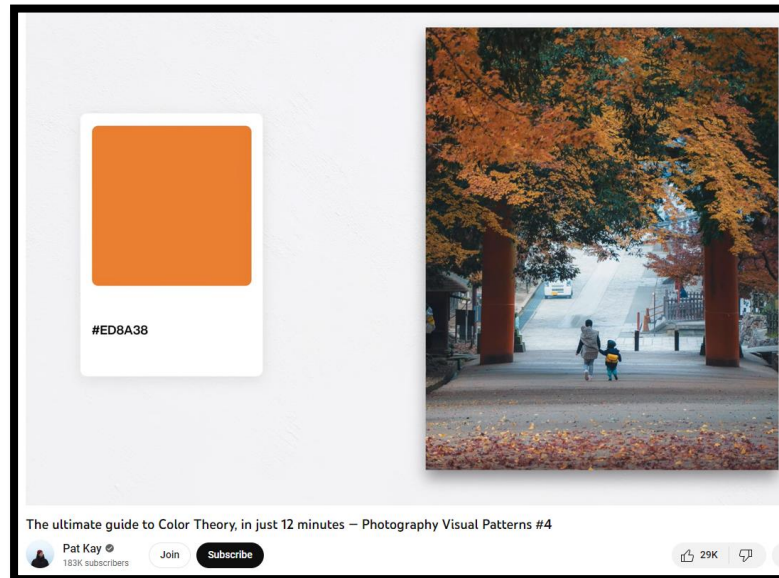 #ED8A38
The ultimate guide to Color Theory, in just 12 minutes – Photography Visual Patterns #4
Pat Kay
183K subscribers
Join
Subscribe
29K